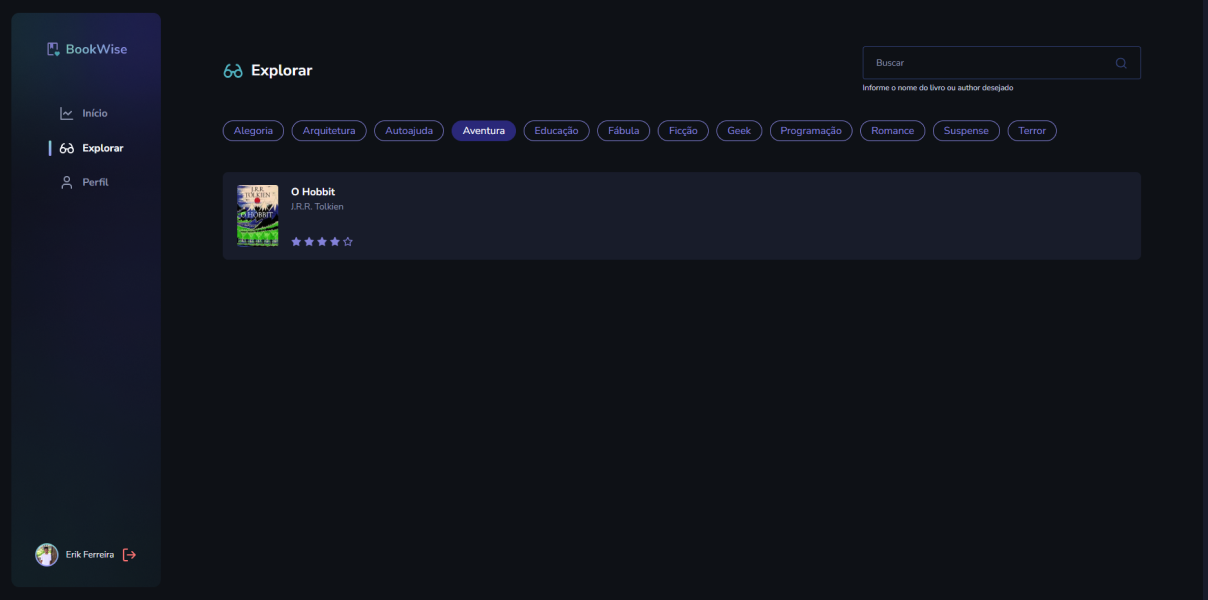 BookWise
Início
Explorar
Perfil
Erik Ferreira
Explorar
Buscar
Informe o nome do livro ou author desejado
Alegoria Arquitetura Autoajuda Aventura Educação Fábula Ficção Geek Programação Romance Suspense Terror
J.R.R.
TOLKIEN
O HOBBIT
O Hobbit
J.R.R. Tolkien